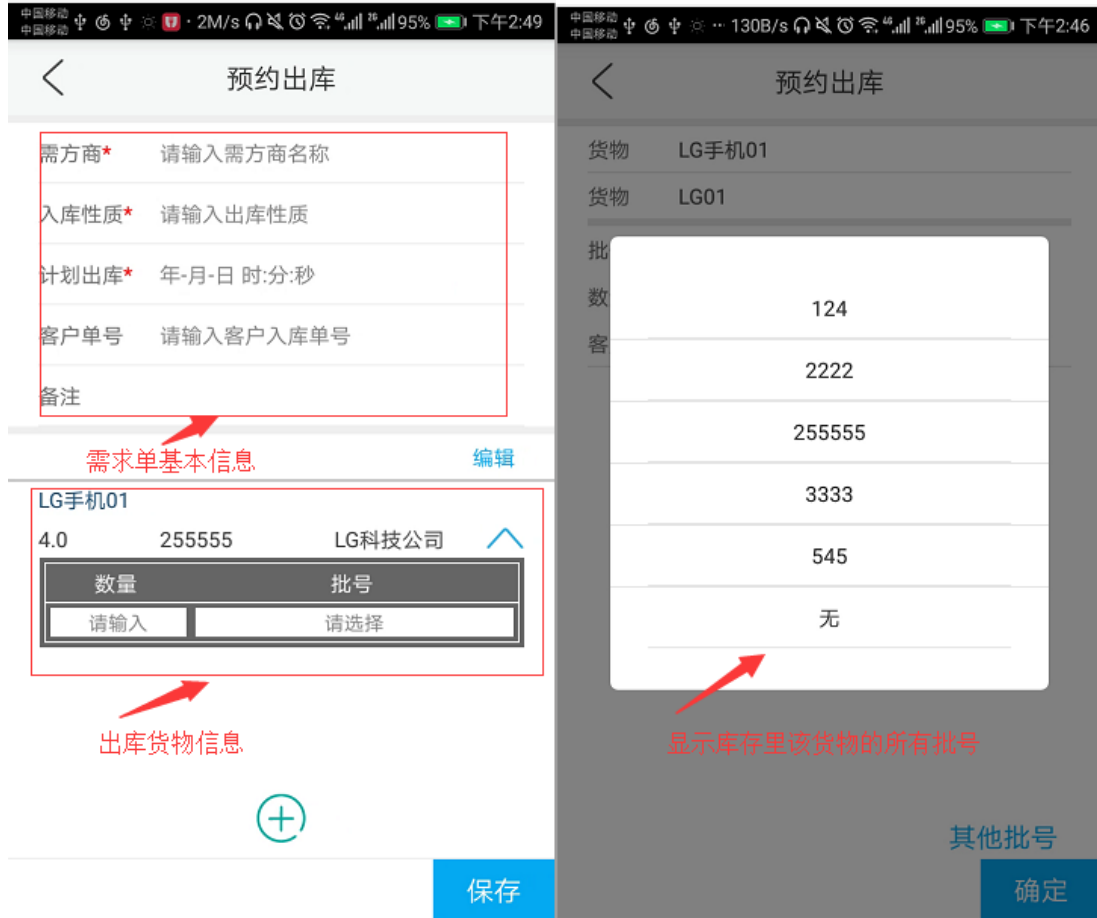 中国移动
中国移动
2M/s
95%
下午2:49
预约出库
需方商* 请输入需方商名称
入库性质* 请输入出库性质
计划出库* 年-月-日 时:分:秒
客户单号 请输入客户入库单号
备注
需求单基本信息
编辑
LG手机01
4.0 255555 LG科技公司
数量 批号
请输入 请选择
出库货物信息
保存
中国移动
中国移动
130B/s
95%
下午2:46
预约出库
货物 LG手机01
货物 LG01
批
数
客
124
2222
255555
3333
545
无
显示库存里该货物的所有批号
其他批号
确定